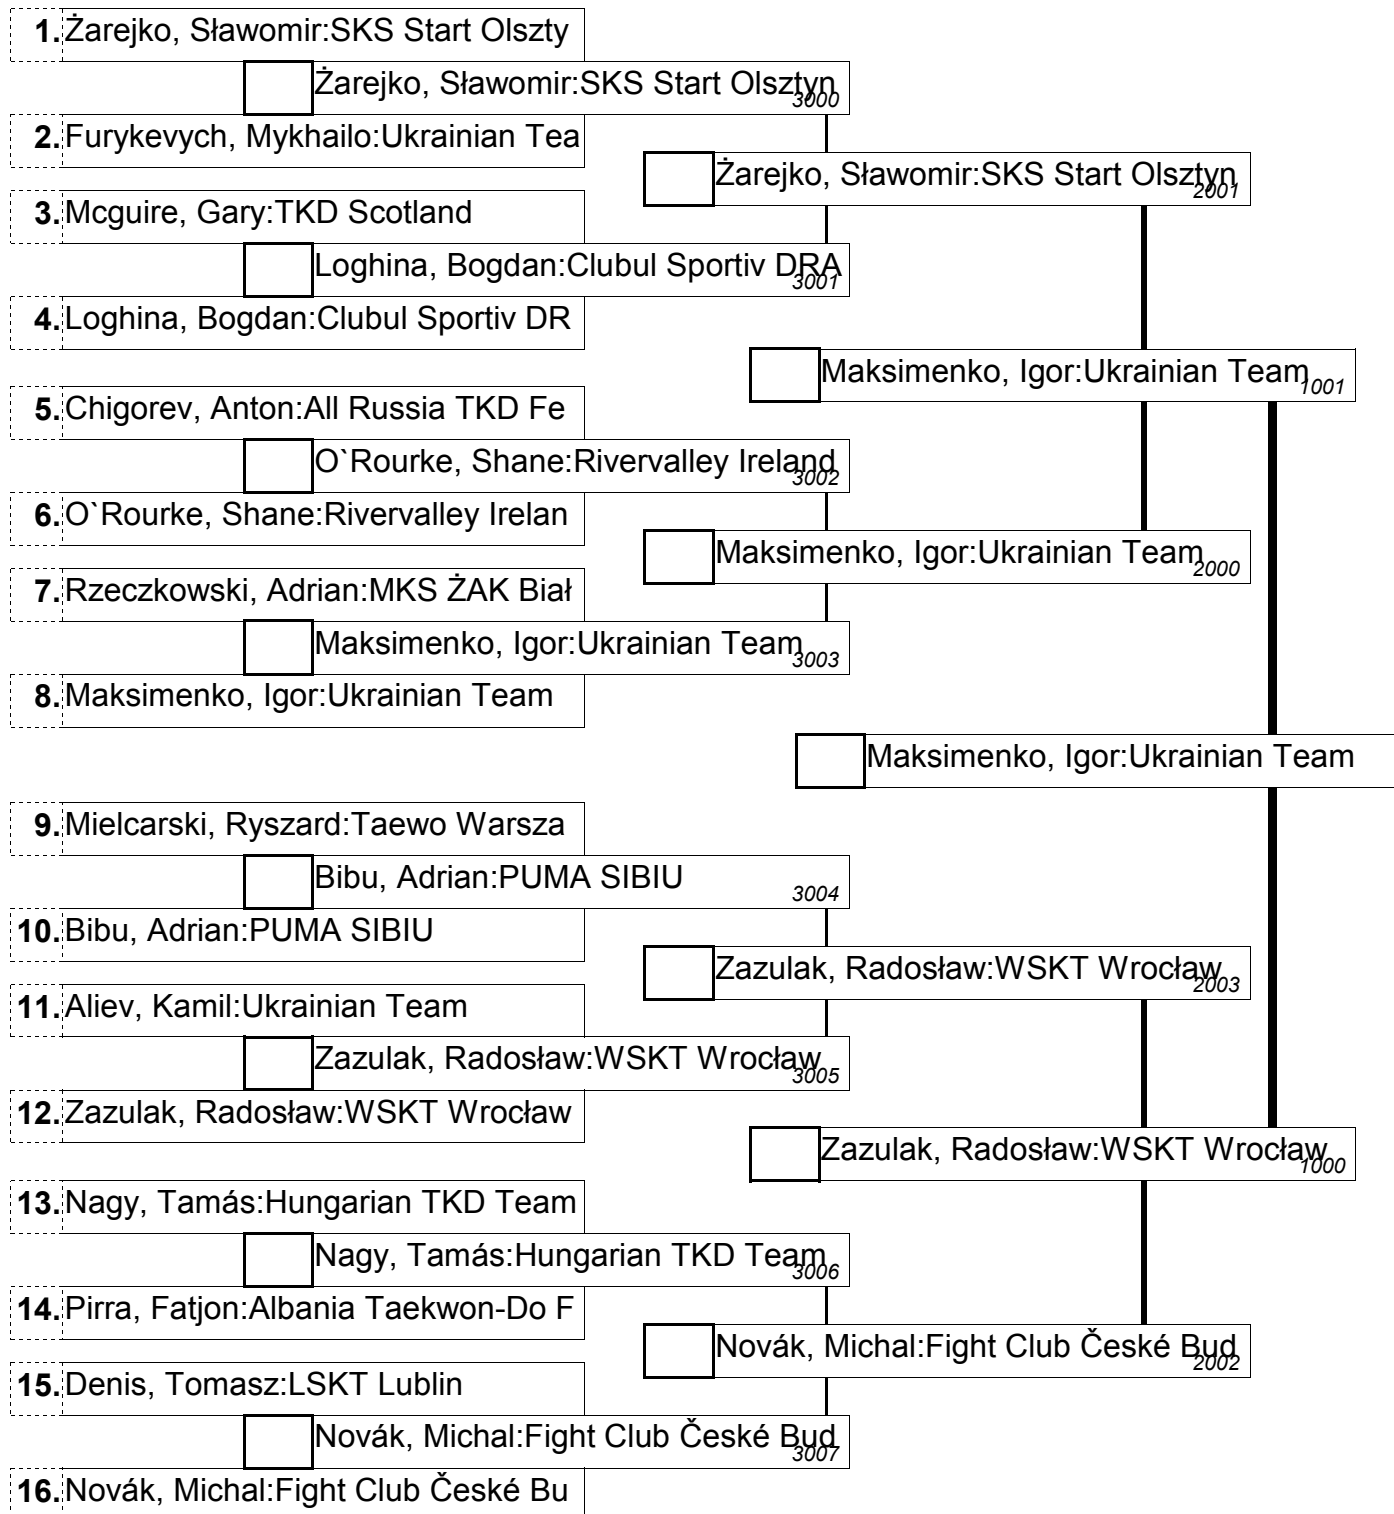 1. Żarejko, Sławomir:SKS Start Olszty
Żarejko, Sławomir:SKS Start Olsztyn
3000
2. Furykevych, Mykhailo:Ukrainian Tea
Żarejko, Sławomir:SKS Start Olsztyn
2001
3. Mcguire, Gary:TKD Scotland
Loghina, Bogdan:Clubul Sportiv DRA
3001
4. Loghina, Bogdan:Clubul Sportiv DR
Maksimenko, Igor:Ukrainian Team
1001
5. Chigorev, Anton:All Russia TKD Fe
O`Rourke, Shane:Rivervalley Ireland
3002
6. O`Rourke, Shane:Rivervalley Irelan
Maksimenko, Igor:Ukrainian Team
2000
7. Rzeczkowski, Adrian:MKS ŻAK Biał
Maksimenko, Igor:Ukrainian Team
3003
8. Maksimenko, Igor:Ukrainian Team
Maksimenko, Igor:Ukrainian Team
9. Mielcarski, Ryszard:Taewo Warsza
Bibu, Adrian:PUMA SIBIU
3004
10. Bibu, Adrian:PUMA SIBIU
Zazulak, Radosław:WSKT Wrocław
2003
11. Aliev, Kamil:Ukrainian Team
Zazulak, Radosław:WSKT Wrocław
3005
12. Zazulak, Radosław:WSKT Wrocław
Zazulak, Radosław:WSKT Wrocław
1000
13. Nagy, Tamás:Hungarian TKD Team
Nagy, Tamás:Hungarian TKD Team
3006
14. Pirra, Fatjon:Albania Taekwon-Do F
Novák, Michal:Fight Club České Bud
2002
15. Denis, Tomasz:LSKT Lublin
Novák, Michal:Fight Club České Bud
3007
16. Novák, Michal:Fight Club České Bu